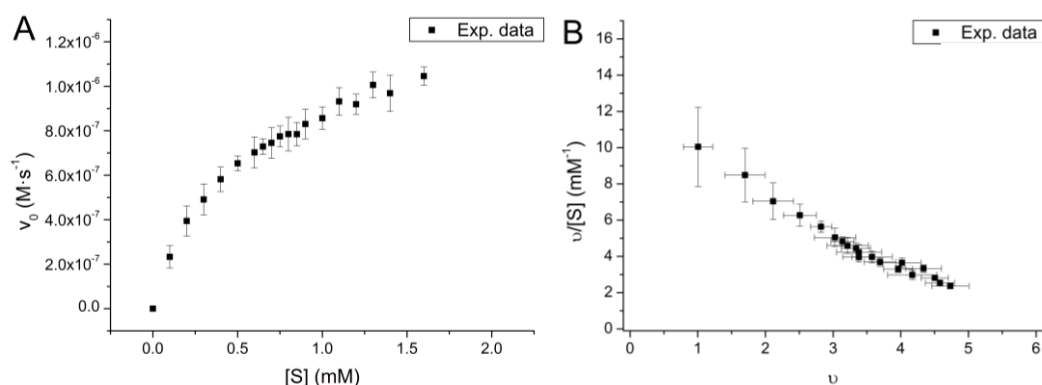 A
Exp. data
1.2x10⁻⁶
1.0x10⁻⁶
8.0x10⁻⁷
6.0x10⁻⁷
4.0x10⁻⁷
2.0x10⁻⁷
0.0
v₀ (M·s⁻¹)
0.0 0.5 1.0 1.5 2.0
[S] (mM)
B
Exp. data
16
14
12
10
8
6
4
2
0
υ/[S] (mM⁻¹)
0 1 2 3 4 5 6
υ